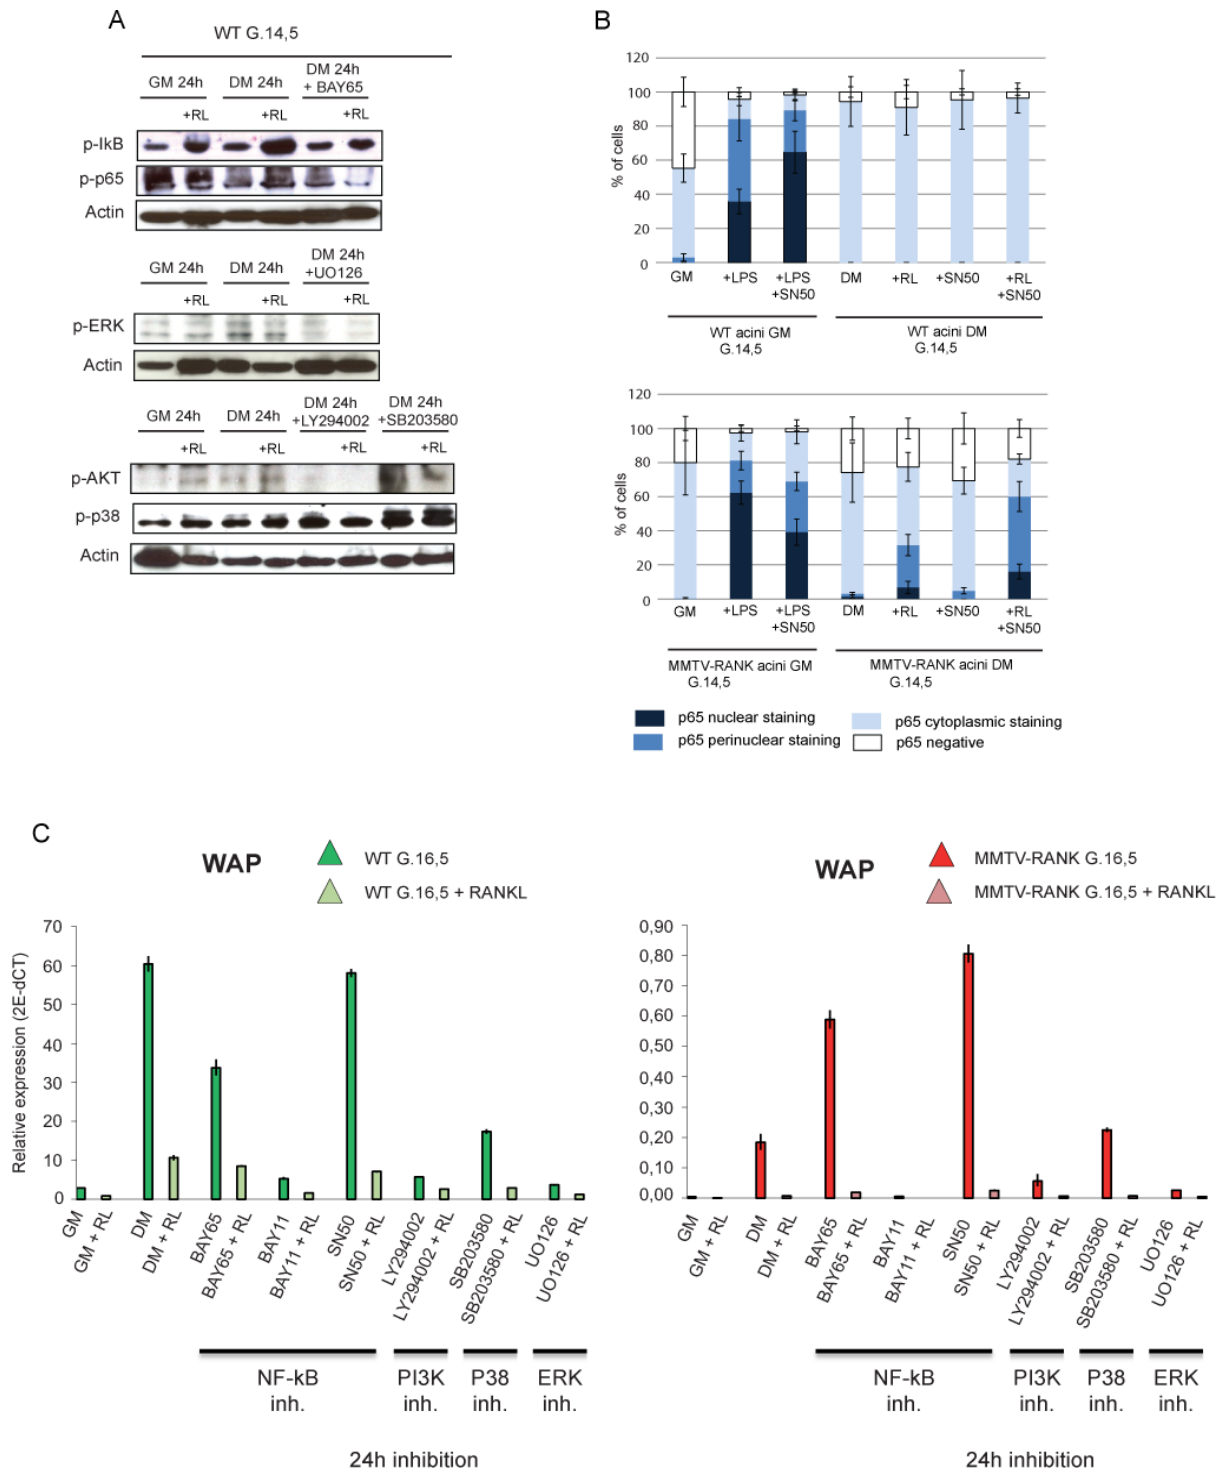 A
WT G.14,5
GM 24h DM 24h DM 24h + BAY65
+RL +RL +RL
p-IkB
p-p65
Actin
GM 24h DM 24h DM 24h +UO126
+RL +RL +RL
p-ERK
Actin
GM 24h DM 24h DM 24h +LY294002 DM 24h +SB203580
+RL +RL +RL +RL
p-AKT
p-p38
Actin
B
120
100
80
60
40
20
0
% of cells
GM +LPS +LPS +SN50 DM +RL +SN50 +RL +SN50
WT acini GM G.14,5
WT acini DM G.14,5
120
100
80
60
40
20
0
% of cells
GM +LPS +LPS +SN50 DM +RL +SN50 +RL +SN50
MMTV-RANK acini GM G.14,5
MMTV-RANK acini DM G.14,5
p65 nuclear staining
p65 cytoplasmic staining
p65 perinuclear staining
p65 negative
C
WAP
WT G.16,5
WT G.16,5 + RANKL
Relative expression (2E-dCT)
70
60
50
40
30
20
10
0
GM
GM + RL
DM
DM + RL
BAY65
BAY65 + RL
BAY11
BAY11 + RL
SN50
SN50 + RL
LY294002
LY294002 + RL
SB203580
SB203580 + RL
UO126
UO126 + RL
NF-kB inh.
PI3K inh.
P38 inh.
ERK inh.
24h inhibition
WAP
MMTV-RANK G.16,5
MMTV-RANK G.16,5 + RANKL
0,90
0,80
0,60
0,50
0,40
0,30
0,20
0,10
0,00
GM
GM + RL
DM
DM + RL
BAY65
BAY65 + RL
BAY11
BAY11 + RL
SN50
SN50 + RL
LY294002
LY294002 + RL
SB203580
SB203580 + RL
UO126
UO126 + RL
NF-kB inh.
PI3K inh.
P38 inh.
ERK inh.
24h inhibition